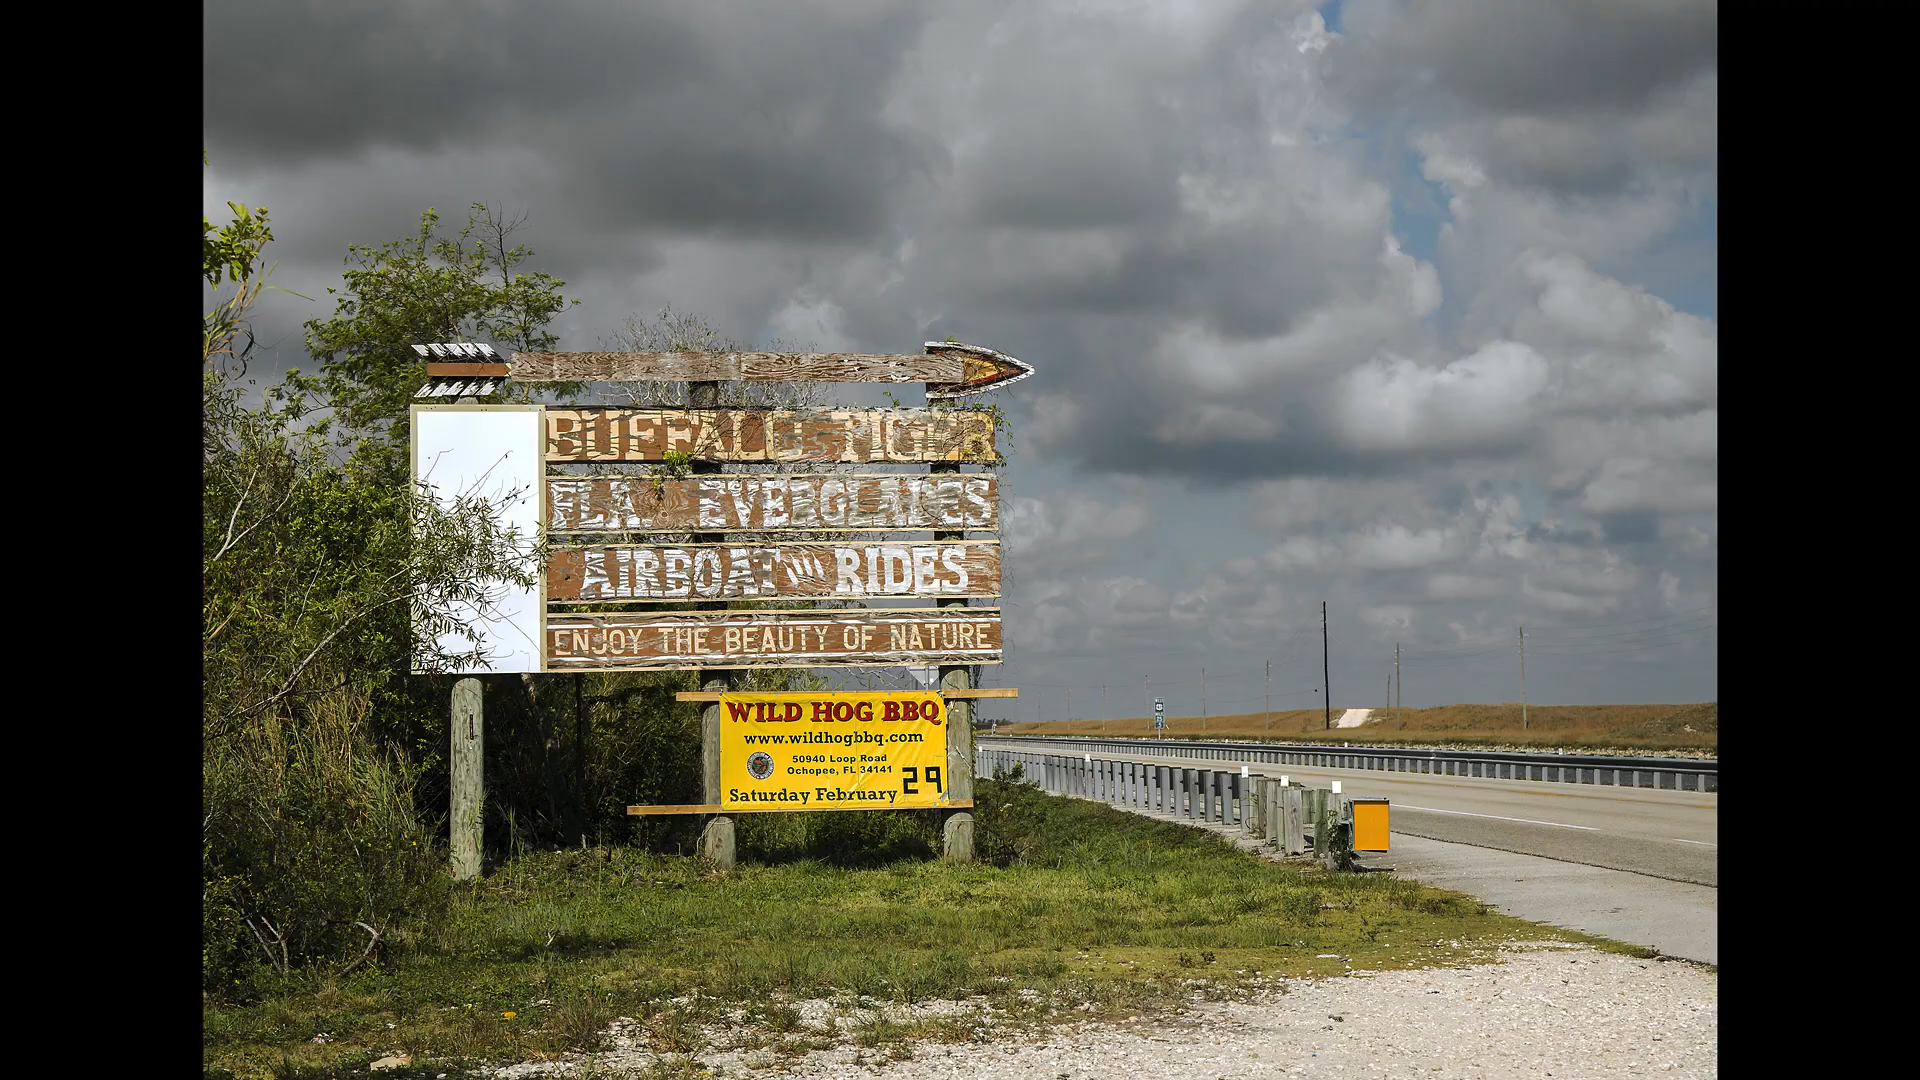 BUFFALO TIGER
FLA. EVERGLADES
AIRBOAT RIDES
ENJOY THE BEAUTY OF NATURE
WILD HOG BBQ
www.wildhogbbq.com
50940 Loop Road
Ochopee, FL 34141
Saturday February 29